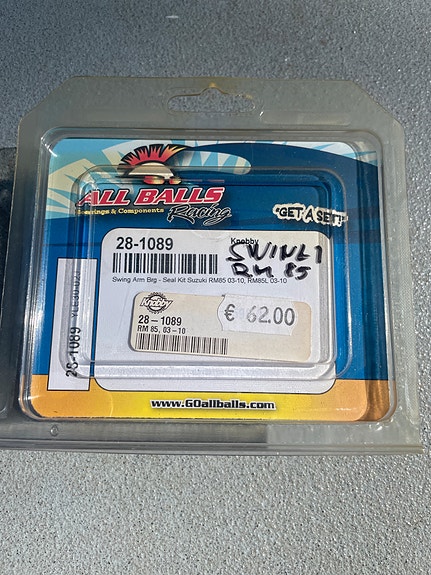 ALL BALLS
Bearings & Components
Racing
"GET A SET"
28-1089
Knobby
SWINLI
RM 85
Swing Arm Brg - Seal Kit Suzuki RM85 03-10, RM85L 03-10
Knobby
28-1089
RM 85, 03-10
€ 62.00
28-1089
www.GOallballs.com